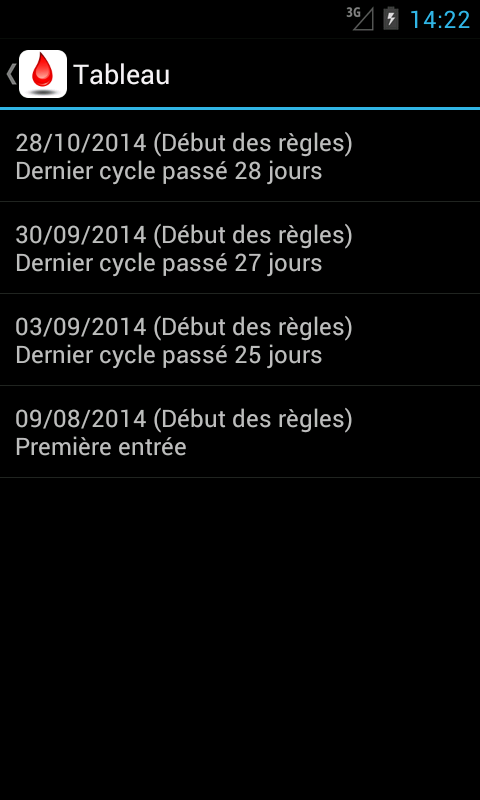 3G
14:22
Tableau
28/10/2014 (Début des règles)
Dernier cycle passé 28 jours
30/09/2014 (Début des règles)
Dernier cycle passé 27 jours
03/09/2014 (Début des règles)
Dernier cycle passé 25 jours
09/08/2014 (Début des règles)
Première entrée